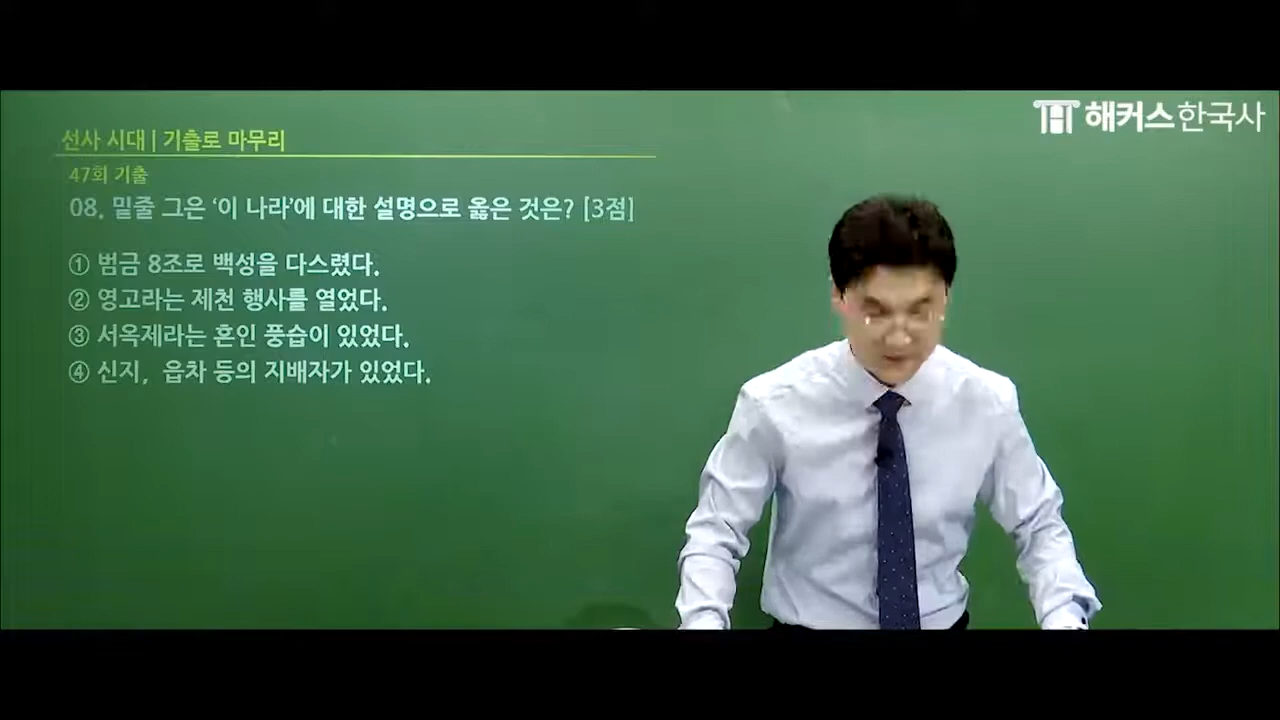 해커스한국사
선사 시대 | 기출로 마무리
47회 기출
08. 밑줄 그은 ‘이 나라’에 대한 설명으로 옳은 것은? [3점]
① 범금 8조로 백성을 다스렸다.
② 영고라는 제천 행사를 열었다.
③ 서옥제라는 혼인 풍습이 있었다.
④ 신지, 읍차 등의 지배자가 있었다.